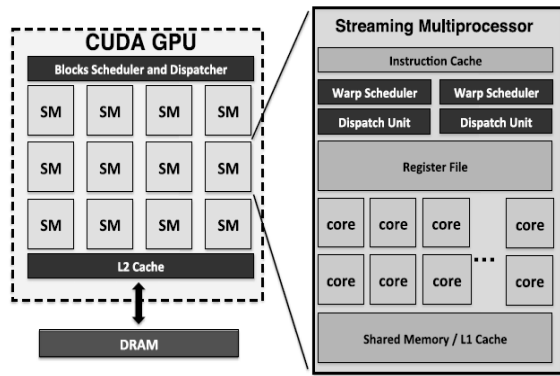 CUDA GPU
Blocks Scheduler and Dispatcher
SM SM SM SM
SM SM SM SM
SM SM SM SM
L2 Cache
DRAM
Streaming Multiprocessor
Instruction Cache
Warp Scheduler Warp Scheduler
Dispatch Unit Dispatch Unit
Register File
core core core core
...
core core core core
Shared Memory / L1 Cache